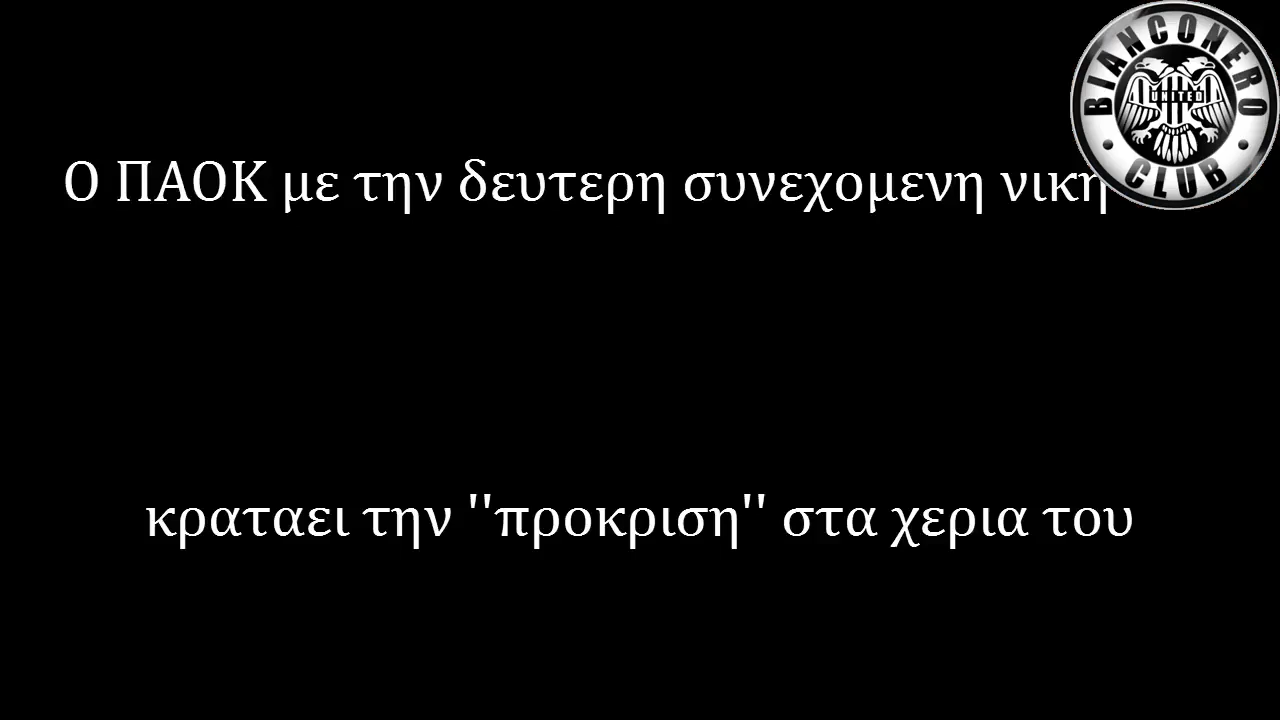 BIANCONERO
UNITED
CLUB
Ο ΠΑΟΚ με την δευτερη συνεχομενη νικη
κραταει την ''προκριση'' στα χερια του